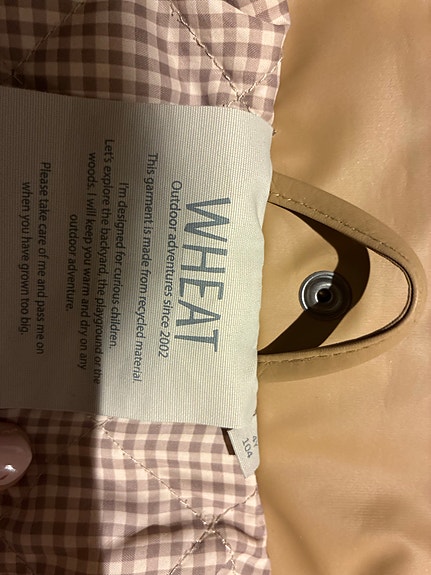 WHEAT
Outdoor adventures since 2002
This garment is made from recycled material.
I'm designed for curious children.
Let's explore the backyard, the playground or the
woods. I will keep you warm and dry on any
outdoor adventure.
Please take care of me and pass me on
when you have grown too big.
4Y
104